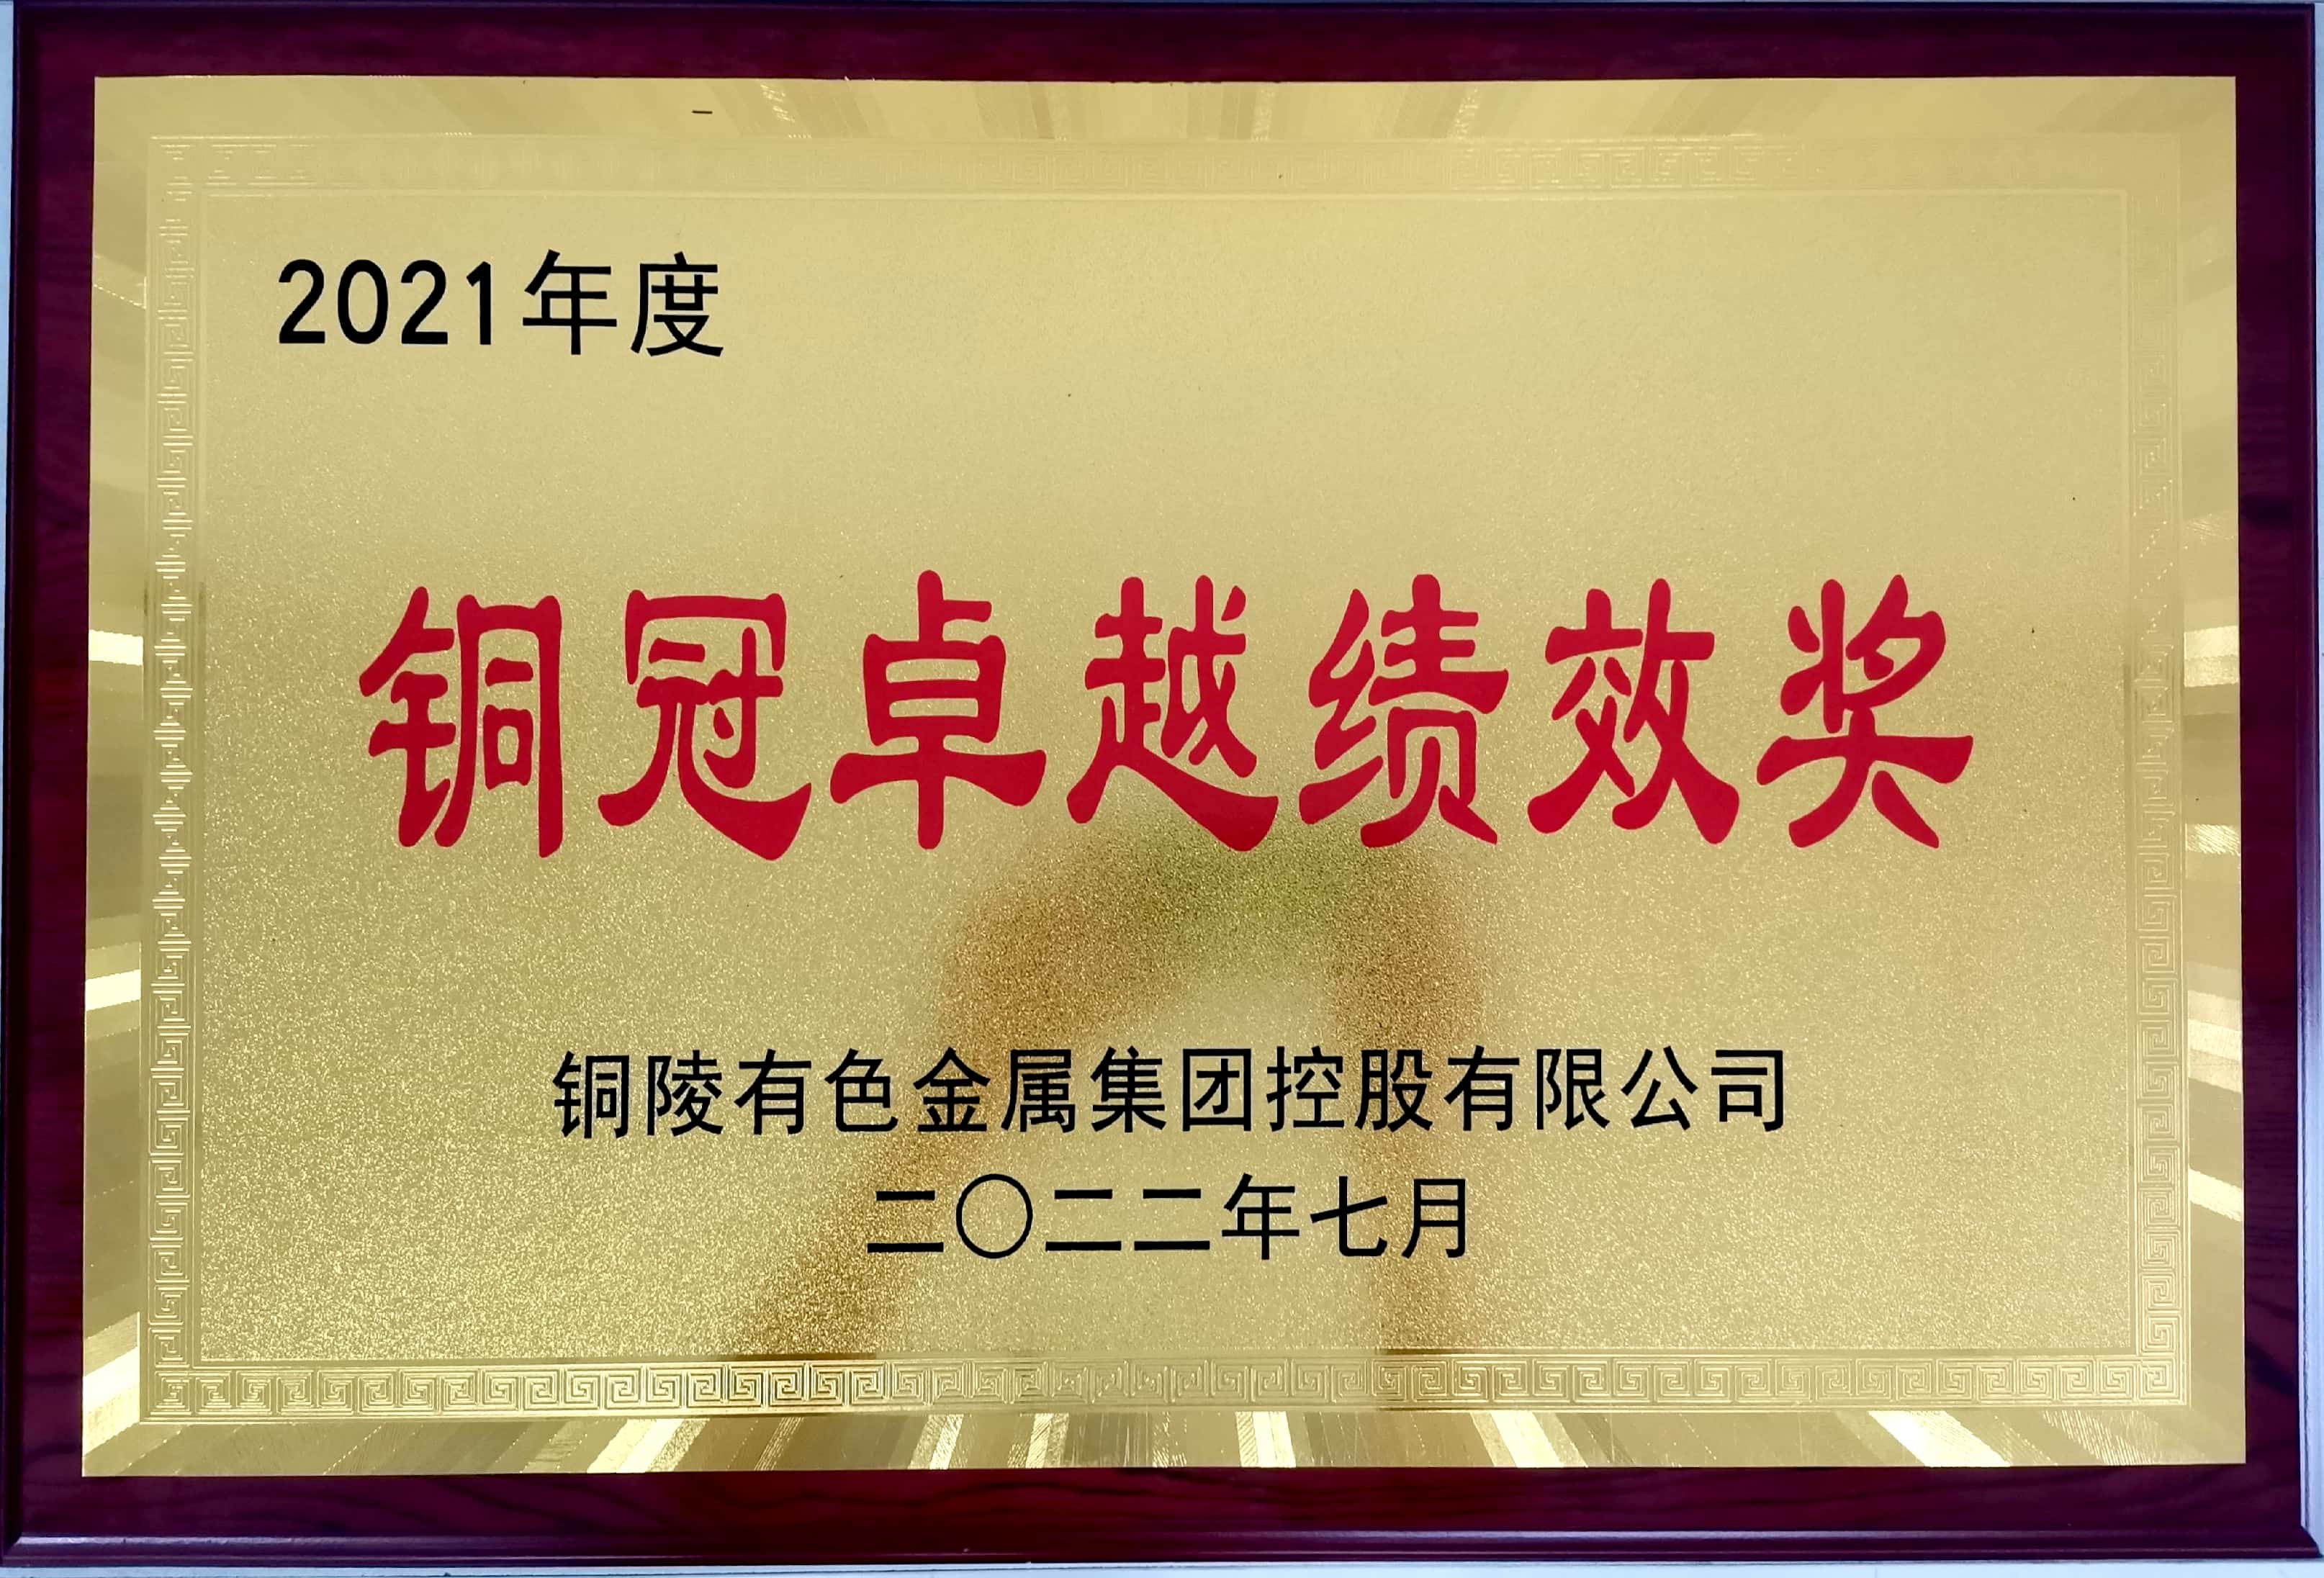 2021年度
铜冠卓越绩效奖
铜陵有色金属集团控股有限公司
二〇二二年七月